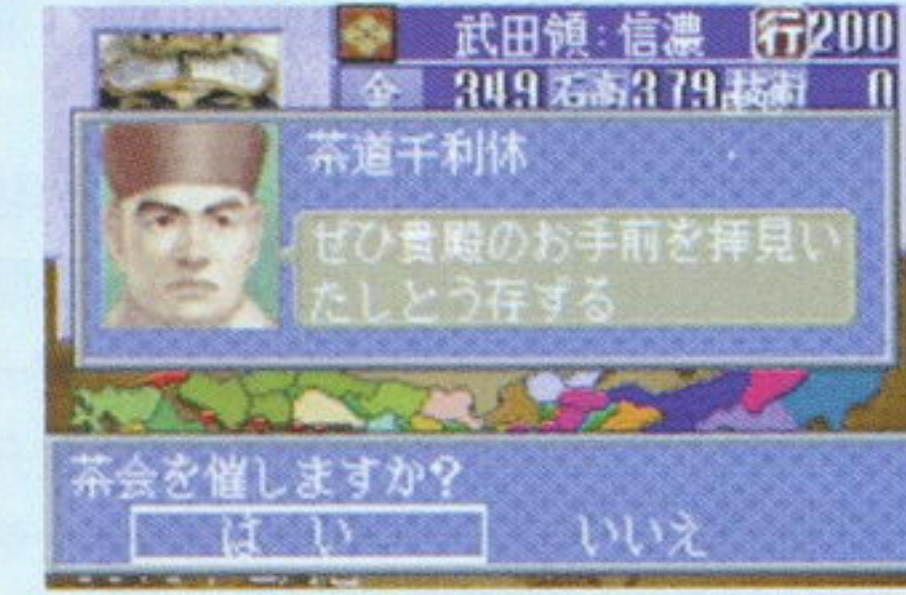 武田領:信濃 行200
金 349 石高379 技術 0
茶道千利休
ぜひ貴殿のお手前を拝見い
たしとう存ずる
茶会を催しますか?
はい いいえ